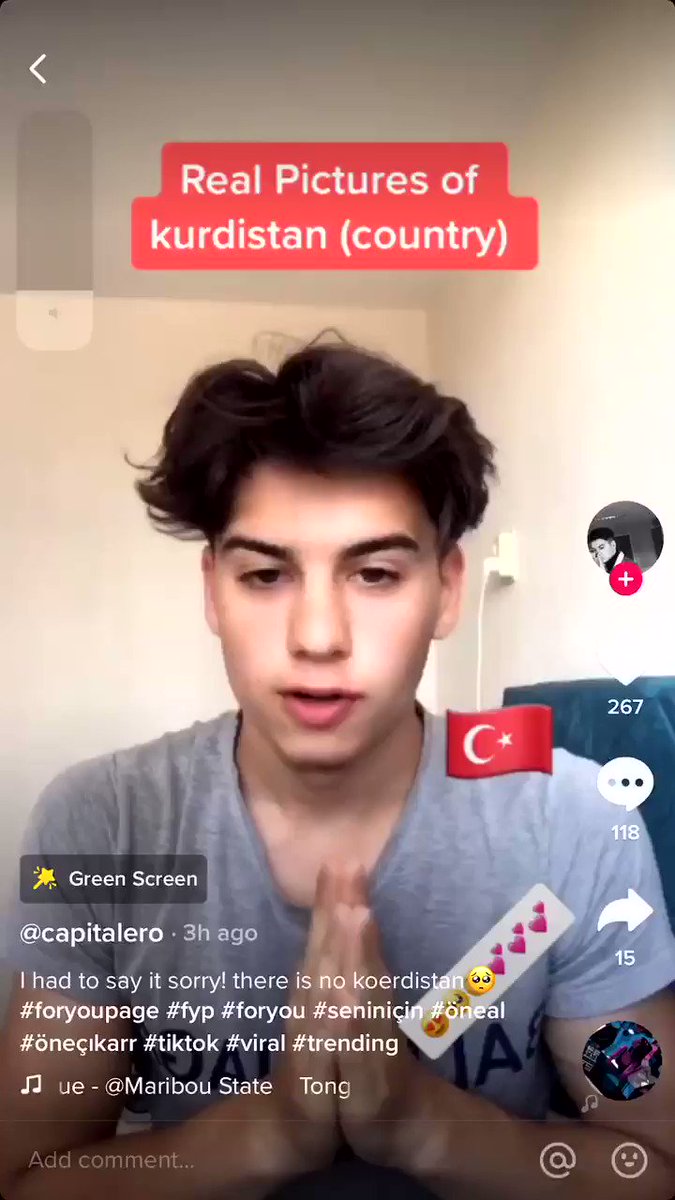 Real Pictures of
kurdistan (country)
267
118
Green Screen
@capitalero · 3h ago
15
I had to say it sorry! there is no koerdistan🥺
#foryoupage #fyp #foryou #seniniçin #öneal
#öneçıkarr #tiktok #viral #trending
ue - @Maribou State Tong
Add comment...